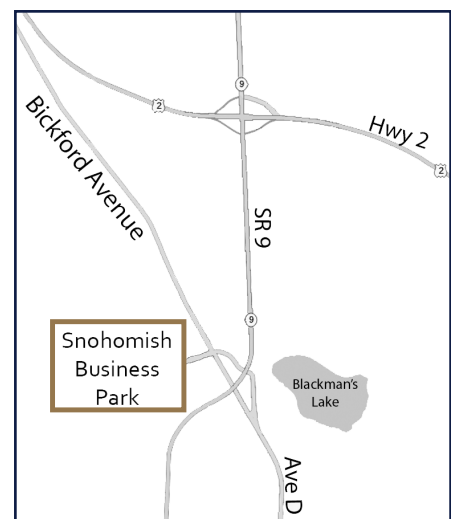 9
2
Hwy 2
2
Bickford Avenue
SR 9
9
Snohomish
Business
Park
Blackman's
Lake
Ave D